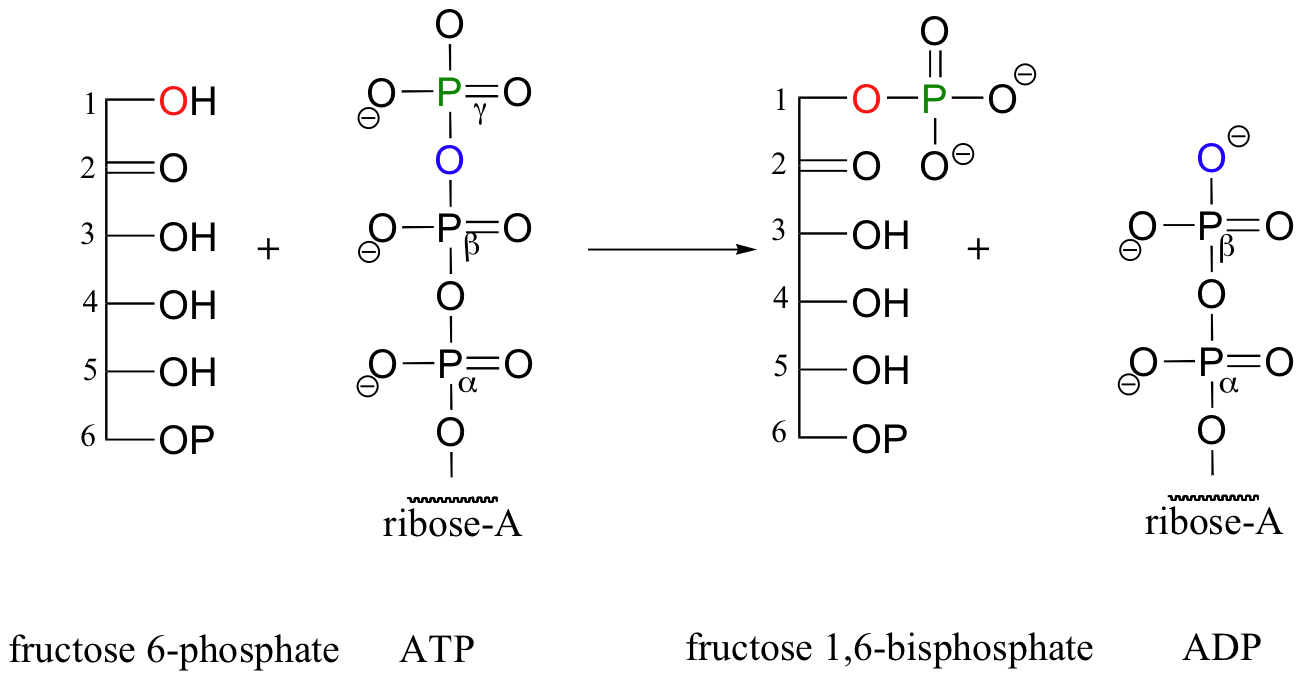 1 OH
2 O
3 OH
4 OH
5 OH
6 OP
+
O
O P O
⊖ γ
O
O P O
⊖ β
O
O P O
⊖ α
O
ribose-A
O
⊖
1 O P O
2 O O ⊖
3 OH
4 OH
5 OH
6 OP
+
O ⊖
O P O
⊖ β
O
O P O
⊖ α
O
ribose-A
fructose 6-phosphate ATP fructose 1,6-bisphosphate ADP